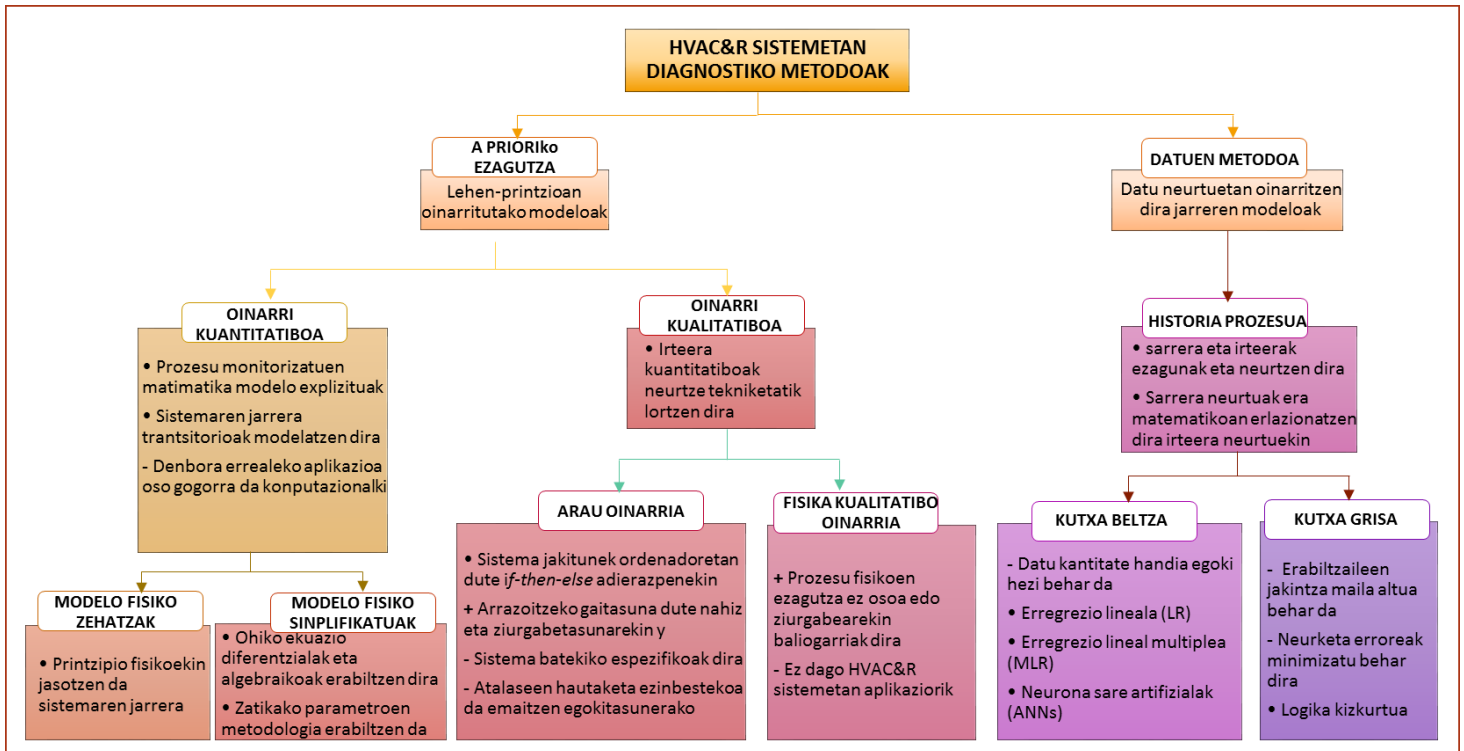 HVAC&R SISTEMETAN
DIAGNOSTIKO METODOAK
A PRIORIko
EZAGUTZA
Lehen-printzioan
oinarritutako modeloak
DATUEN METODOA
Datu neurtuetan oinarritzen
dira jarreren modeloak
OINARRI
KUANTITATIBOA
• Prozesu monitorizatuen
matimatika modelo explizituak
• Sistemaren jarrera
trantsitorioak modelatzen dira
- Denbora errealeko aplikazioa
oso gogorra da konputazionalki
OINARRI
KUALITATIBOA
• Irteera
kuantitatiboak
neurtze tekniketatik
lortzen dira
HISTORIA PROZESUA
• sarrera eta irteerak
ezagunak eta neurtzen dira
• Sarrera neurtuak era
matematikoan erlazionatzen
dira irteera neurtuekin
MODELO FISIKO
ZEHATZAK
• Printzipio fisikoekin
jasotzen da
sistemaren jarrera
MODELO FISIKO
SINPLIFIKATUAK
• Ohiko ekuazio
diferentzialak eta
algebraikoak erabiltzen dira
• Zatikako parametroen
metodologia erabiltzen da
ARAU OINARRIA
• Sistema jakitunek ordenadoretan
dute if-then-else adierazpenekin
+ Arrazoitzeko gaitasuna dute nahiz
eta ziurgabetasunarekin y
- Sistema batekiko espezifikoak dira
- Atalaseen hautaketa ezinbestekoa
da emaitzen egokitasunerako
FISIKA KUALITATIBO
OINARRIA
+ Prozesu fisikoen
ezagutza ez osoa edo
ziurgabearekin
baliogarriak dira
- Ez dago HVAC&R
sistemetan aplikaziorik
KUTXA BELTZA
- Datu kantitate handia egoki
hezi behar da
• Erregrezio lineala (LR)
• Erregrezio lineal multiplea
(MLR)
• Neurona sare artifizialak
(ANNs)
KUTXA GRISA
- Erabiltzaileen
jakintza maila altua
behar da
- Neurketa erroreak
minimizatu behar
dira
• Logika kizkurtua